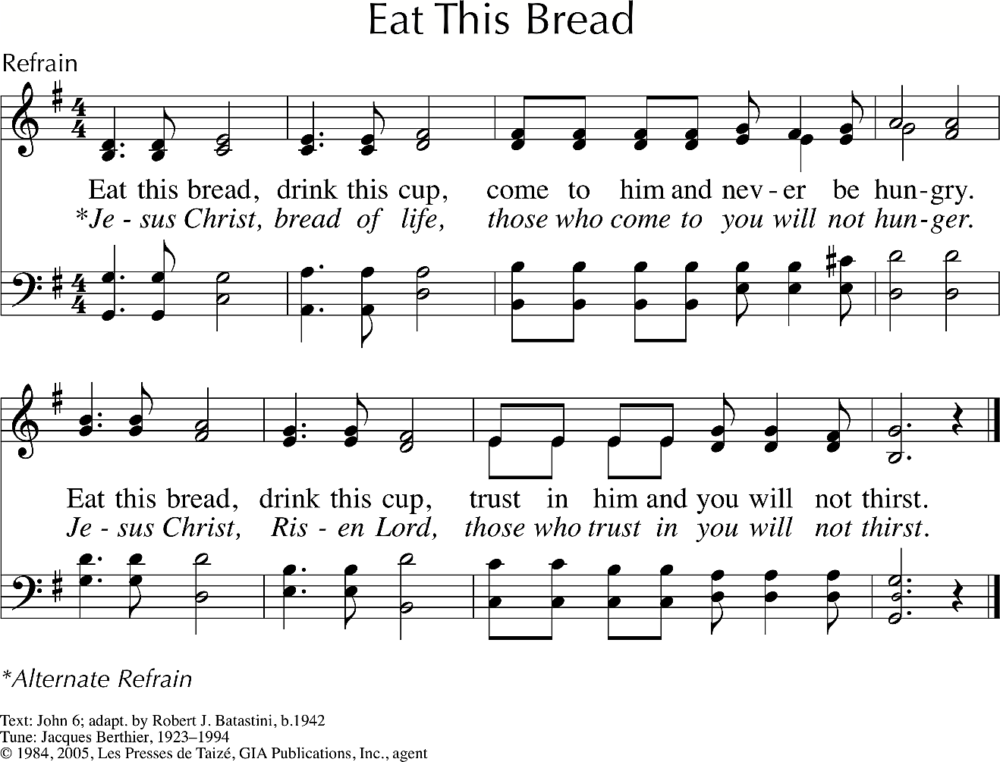 Eat This Bread
Refrain
Eat this bread, drink this cup, come to him and nev - er be hun - gry.
*Je - sus Christ, bread of life, those who come to you will not hun - ger.
Eat this bread, drink this cup, trust in him and you will not thirst.
Je - sus Christ, Ris - en Lord, those who trust in you will not thirst.
*Alternate Refrain
Text: John 6; adapt. by Robert J. Batastini, b.1942
Tune: Jacques Berthier, 1923–1994
© 1984, 2005, Les Presses de Taizé, GIA Publications, Inc., agent